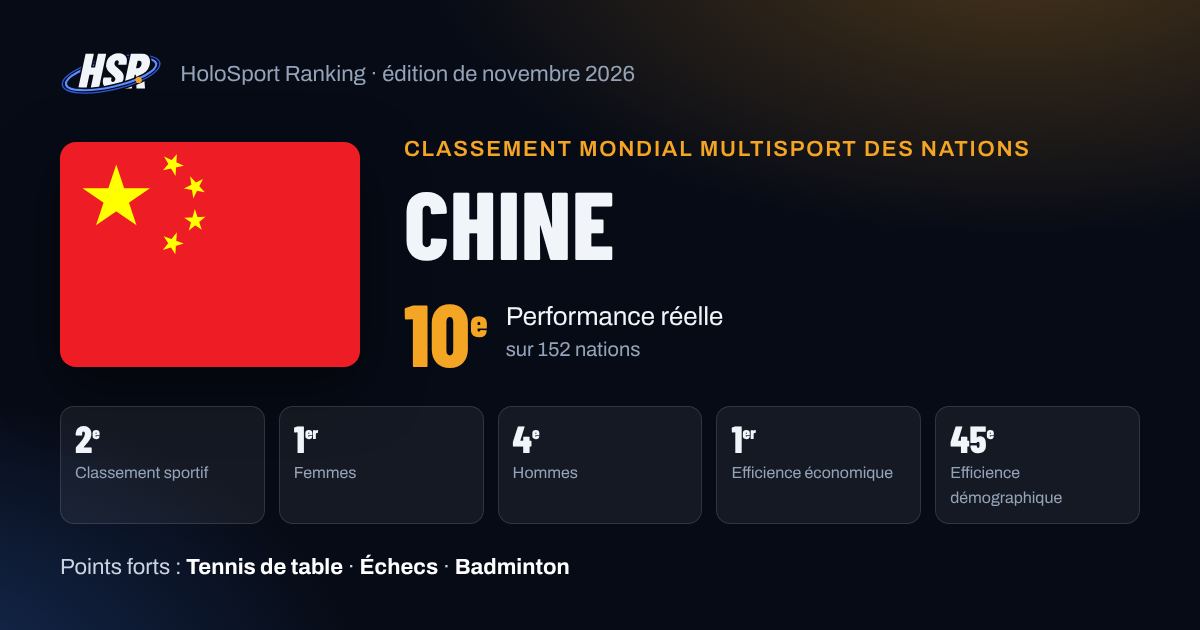 HSR
HoloSport Ranking · édition de novembre 2026
CLASSEMENT MONDIAL MULTISPORT DES NATIONS
CHINE
10e
Performance réelle
sur 152 nations
2e
Classement sportif
1er
Femmes
4e
Hommes
1er
Efficience économique
45e
Efficience
démographique
Points forts : Tennis de table · Échecs · Badminton